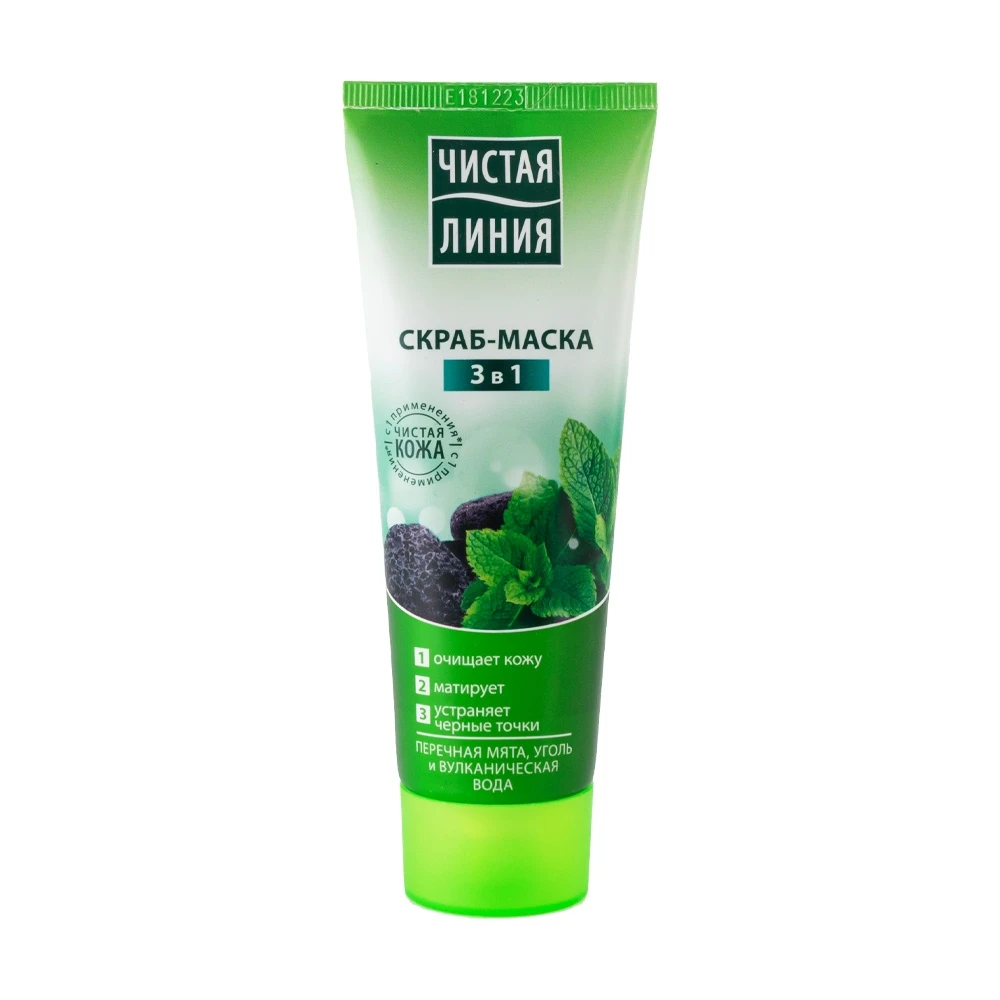 E181223
ЧИСТАЯ
ЛИНИЯ
СКРАБ-МАСКА
3 в 1
с 1 применения*
ЧИСТАЯ
КОЖА
с 1 применения*
1 очищает кожу
2 матирует
3 устраняет
черные точки
ПЕРЕЧНАЯ МЯТА, УГОЛЬ
и ВУЛКАНИЧЕСКАЯ
ВОДА